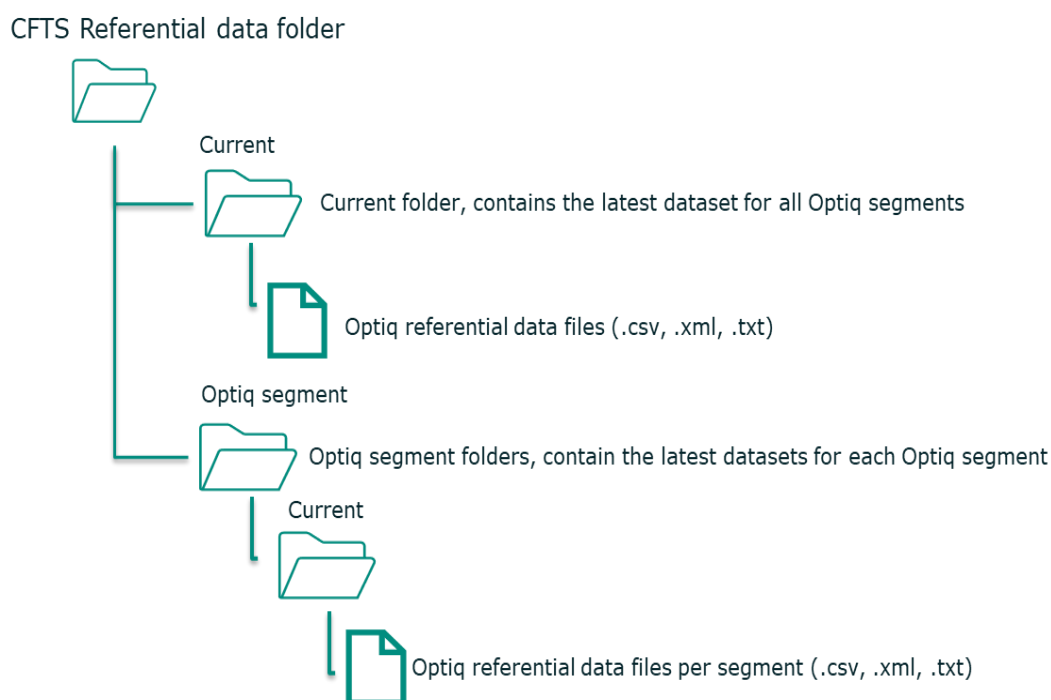 CFTS Referential data folder
Current
Current folder, contains the latest dataset for all Optiq segments
Optiq referential data files (.csv, .xml, .txt)
Optiq segment
Optiq segment folders, contain the latest datasets for each Optiq segment
Current
Optiq referential data files per segment (.csv, .xml, .txt)